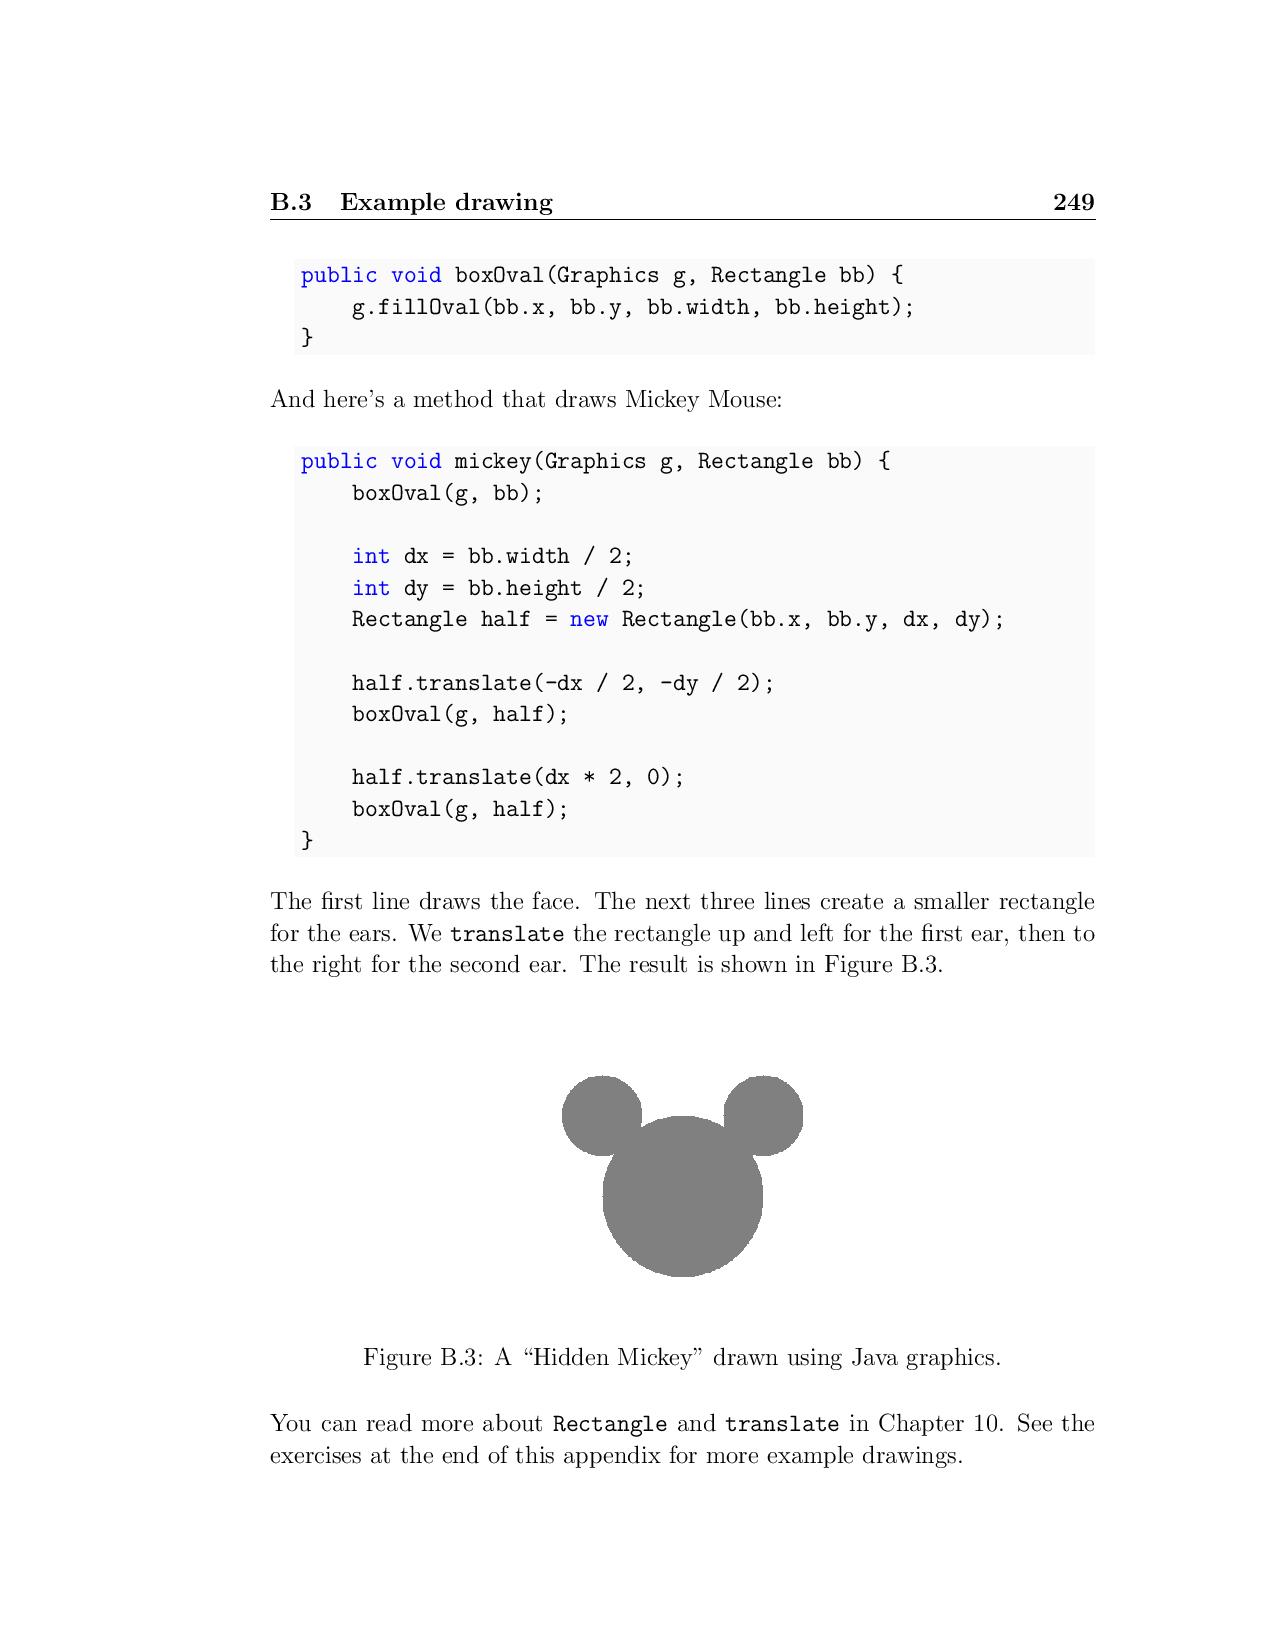 B.3 Example drawing 249
public void boxOval(Graphics g, Rectangle bb) {
    g.fillOval(bb.x, bb.y, bb.width, bb.height);
}
And here's a method that draws Mickey Mouse:
public void mickey(Graphics g, Rectangle bb) {
    boxOval(g, bb);
    int dx = bb.width / 2;
    int dy = bb.height / 2;
    Rectangle half = new Rectangle(bb.x, bb.y, dx, dy);
    half.translate(-dx / 2, -dy / 2);
    boxOval(g, half);
    half.translate(dx * 2, 0);
    boxOval(g, half);
}
The first line draws the face. The next three lines create a smaller rectangle
for the ears. We translate the rectangle up and left for the first ear, then to
the right for the second ear. The result is shown in Figure B.3.
Figure B.3: A “Hidden Mickey” drawn using Java graphics.
You can read more about Rectangle and translate in Chapter 10. See the
exercises at the end of this appendix for more example drawings.